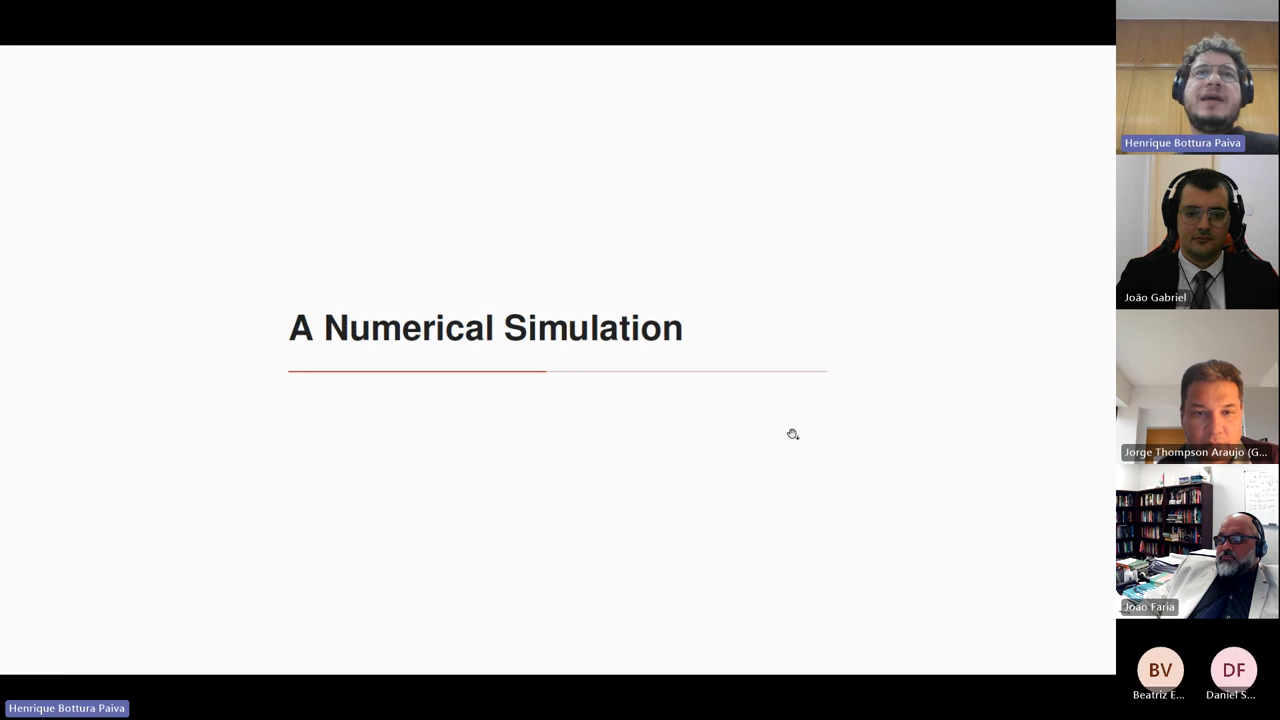 A Numerical Simulation
Henrique Bottura Paiva
João Gabriel
Jorge Thompson Araujo (G...
João Faria
BV
DF
Beatriz E...
Daniel S...
Henrique Bottura Paiva